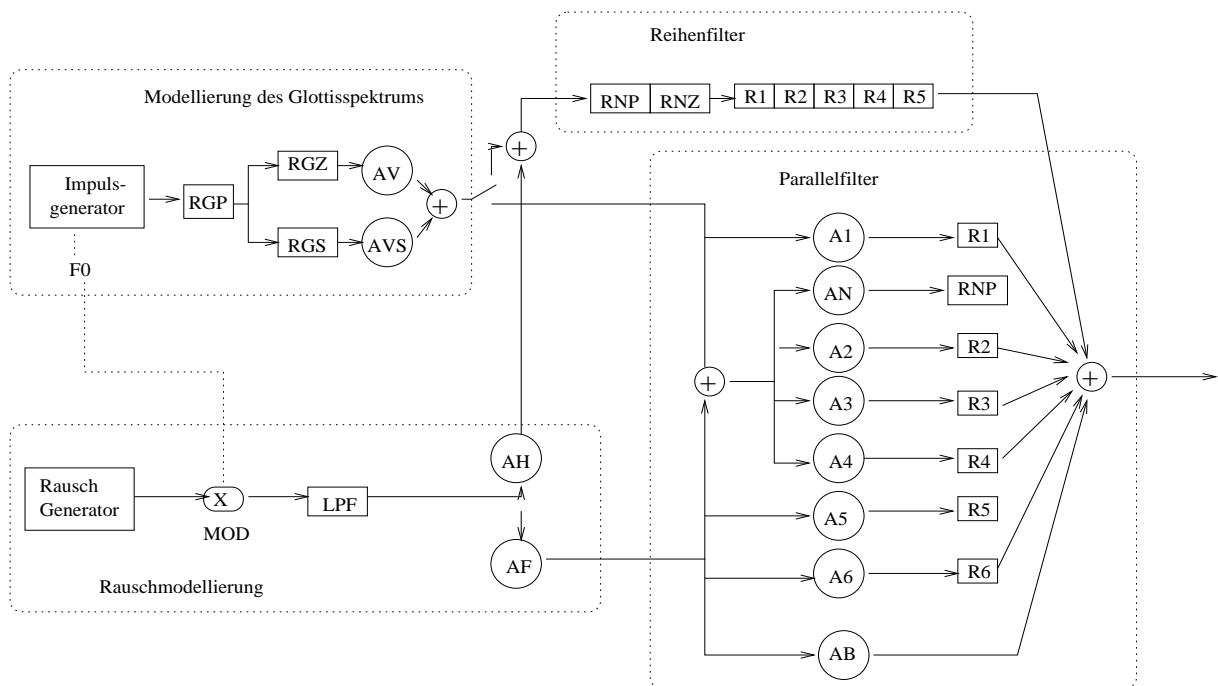 Reihenfilter
RNP RNZ R1 R2 R3 R4 R5
+
Modellierung des Glottisspektrums
Impuls-
generator
RGP
RGZ
AV
RGS
AVS
+
F0
Parallelfilter
A1 R1
AN RNP
A2 R2
+
A3 R3
+
A4 R4
A5 R5
A6 R6
AB
Rausch
Generator
X
MOD
LPF
AH
AF
Rauschmodellierung